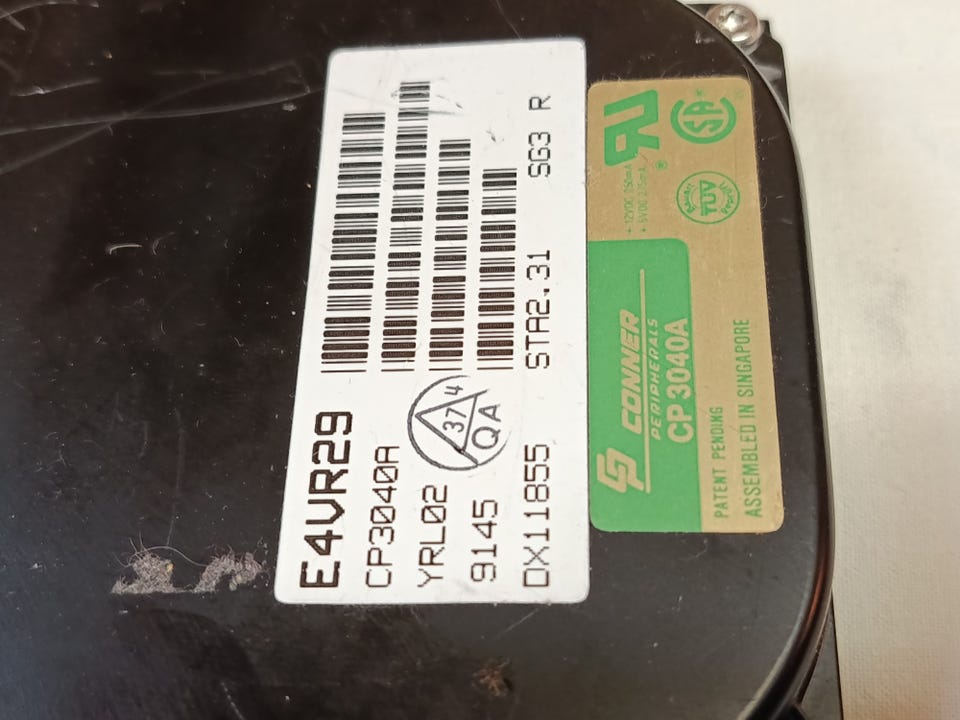 E4VR29
CP3040A
YRL02
9145
DX11855 STA2.31 SG3 R
37 4
QA
CONNER
PERIPHERALS
CP 3040A
PATENT PENDING
ASSEMBLED IN SINGAPORE
TUV